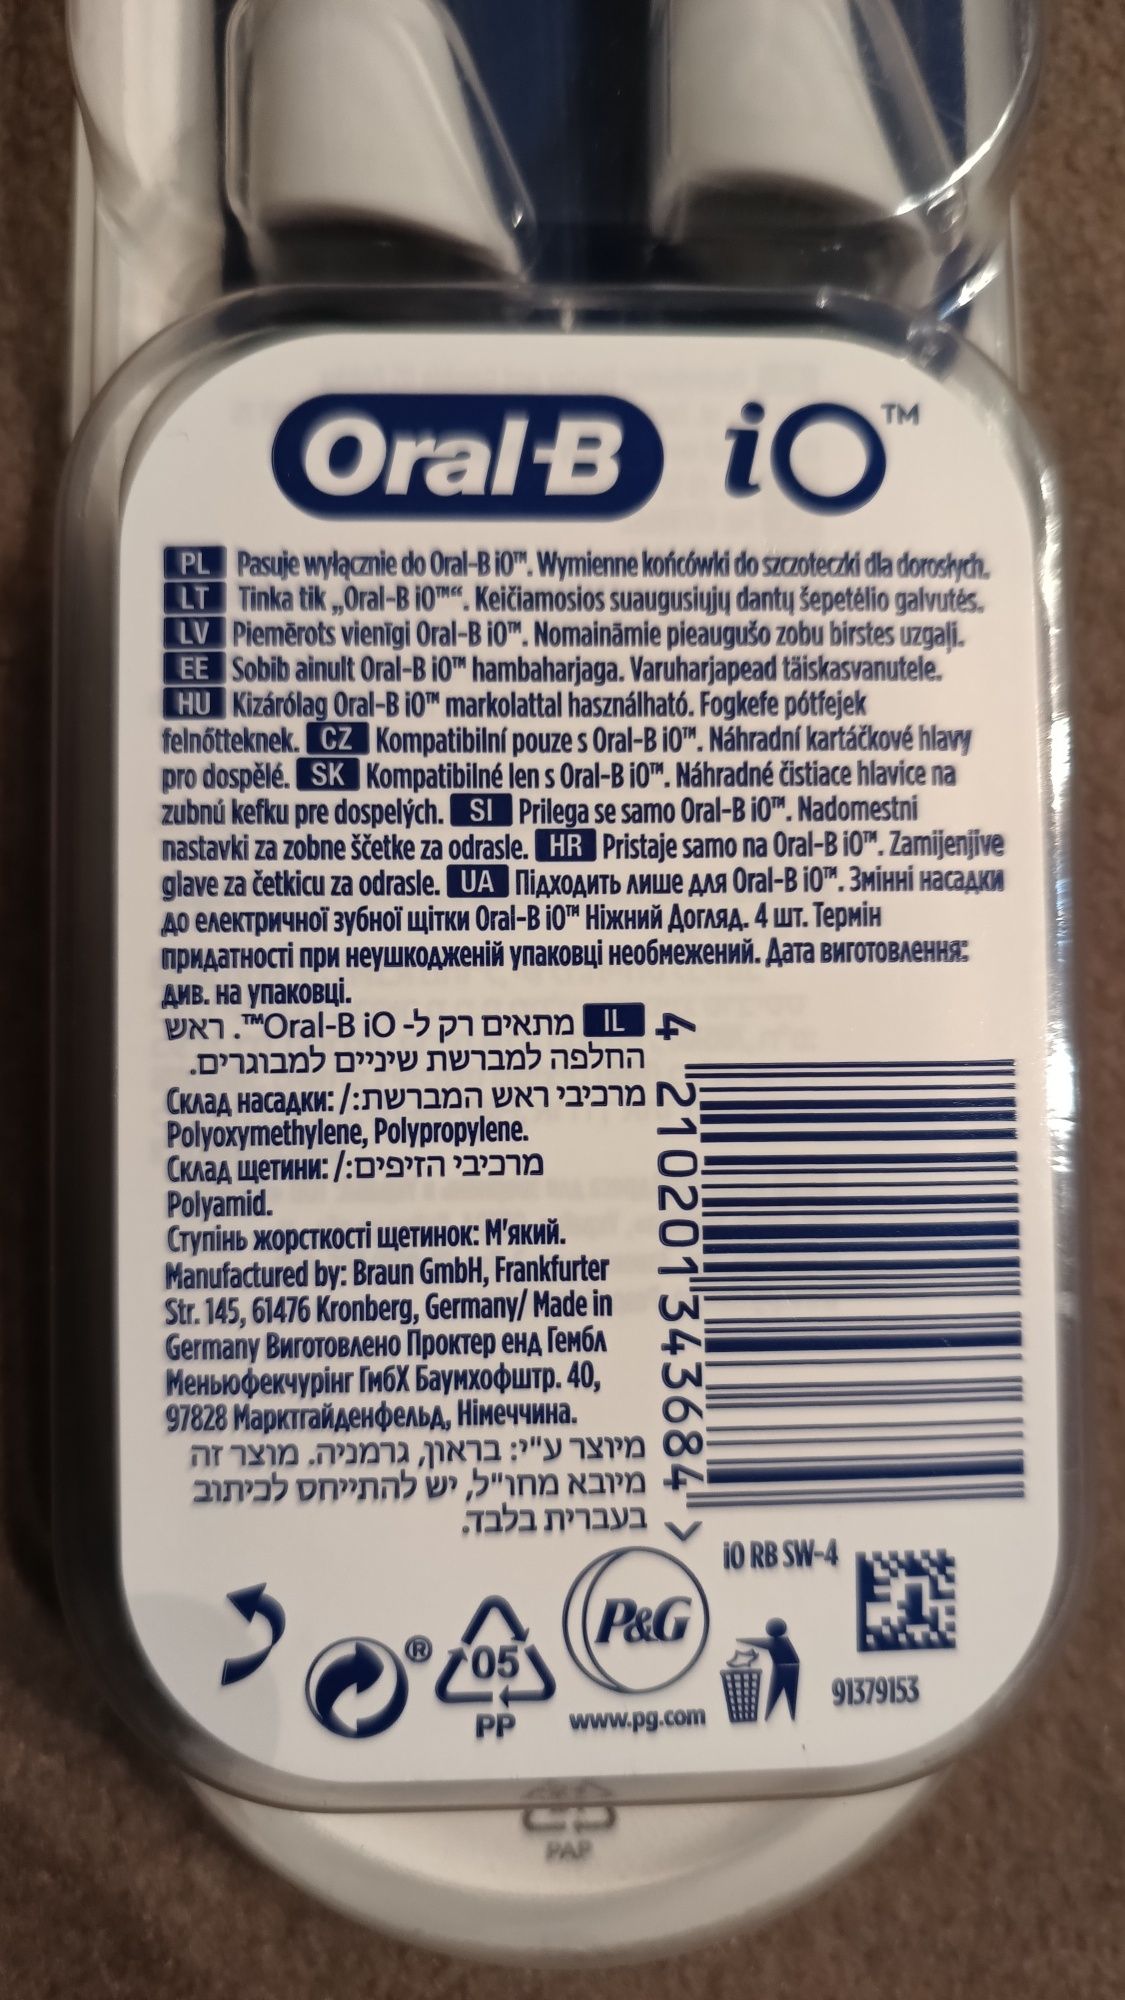 Oral-B iO™
PL Pasuje wyłącznie do Oral-B iO™. Wymienne końcówki do szczoteczki dla dorosłych.
LT Tinka tik „Oral-B iO™“. Keičiamosios suaugusiųjų dantų šepetėlio galvutės.
LV Piemērots vienīgi Oral-B iO™. Nomaināmie pieaugušo zobu birstes uzgaļi.
EE Sobib ainult Oral-B iO™ hambaharjaga. Varuharjapead täiskasvanutele.
HU Kizárólag Oral-B iO™ markolattal használható. Fogkefe pótfejek
felnőtteknek. CZ Kompatibilní pouze s Oral-B iO™. Náhradní kartáčkové hlavy
pro dospělé. SK Kompatibilné len s Oral-B iO™. Náhradné čistiace hlavice na
zubnú kefku pre dospelých. SI Prilega se samo Oral-B iO™. Nadomestni
nastavki za zobne ščetke za odrasle. HR Pristaje samo na Oral-B iO™. Zamijenjive
glave za četkicu za odrasle. UA Підходить лише для Oral-B iO™. Змінні насадки
до електричної зубної щітки Oral-B iO™ Ніжний Догляд. 4 шт. Термін
придатності при неушкодженій упаковці необмежений. Дата виготовлення:
див. на упаковці.
IL מתאים רק ל- Oral-B iO™. ראש
החלפה למברשת שיניים למבוגרים.
Склад насадки: /מרכיבי ראש המברשת:
Polyoxymethylene, Polypropylene.
Склад щетини: /מרכיבי הזיפים:
Polyamid.
Ступінь жорсткості щетинок: М'який.
Manufactured by: Braun GmbH, Frankfurter
Str. 145, 61476 Kronberg, Germany/ Made in
Germany Виготовлено Проктер енд Гембл
Меньюфекчурінг ГмбХ Баумхофштр. 40,
97828 Марктгайденфельд, Німеччина.
מיוצר ע"י: בראון, גרמניה. מוצר זה
מיובא מחו"ל, יש להתייחס לכיתוב
בעברית בלבד.
4 210201 343684 >
iO RB SW-4
P&G
www.pg.com
®
05
PP
91379153
PAP